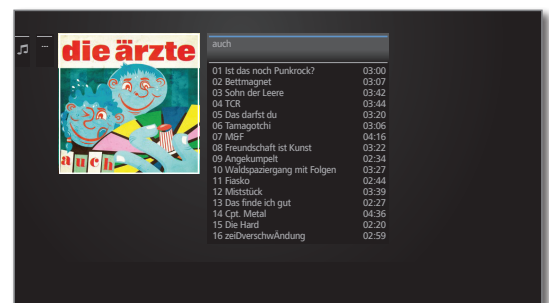 ...
die ärzte
auch
auch
01 Ist das noch Punkrock? 03:00
02 Bettmagnet 03:07
03 Sohn der Leere 03:42
04 TCR 03:44
05 Das darfst du 03:20
06 Tamagotchi 03:06
07 M&F 04:16
08 Freundschaft ist Kunst 03:22
09 Angekumpelt 02:34
10 Waldspaziergang mit Folgen 03:27
11 Fiasko 02:44
12 Miststück 03:39
13 Das finde ich gut 02:27
14 Cpt. Metal 04:36
15 Die Hard 02:20
16 zeiDverschwÄndung 02:59